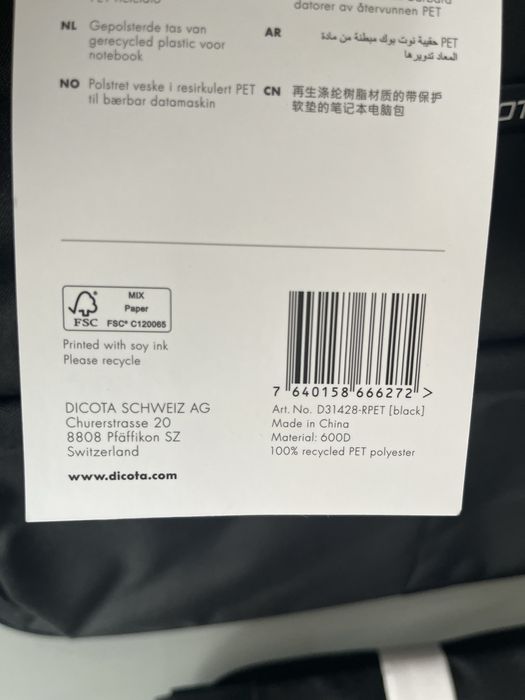 datorer av återvunnen PET
NL Gepolsterde tas van
gerecycled plastic voor
notebook
AR حقيبة نوت بوك مبطنة من مادة PET
المعاد تدويرها
NO Polstret veske i resirkulert PET
til bærbar datamaskin
CN 再生涤纶树脂材质的带保护
软垫的笔记本电脑包
FSC
MIX
Paper
FSC® C120065
Printed with soy ink
Please recycle
DICOTA SCHWEIZ AG
Churerstrasse 20
8808 Pfäffikon SZ
Switzerland
www.dicota.com
7 640158 666272 >
Art. No. D31428-RPET [black]
Made in China
Material: 600D
100% recycled PET polyester